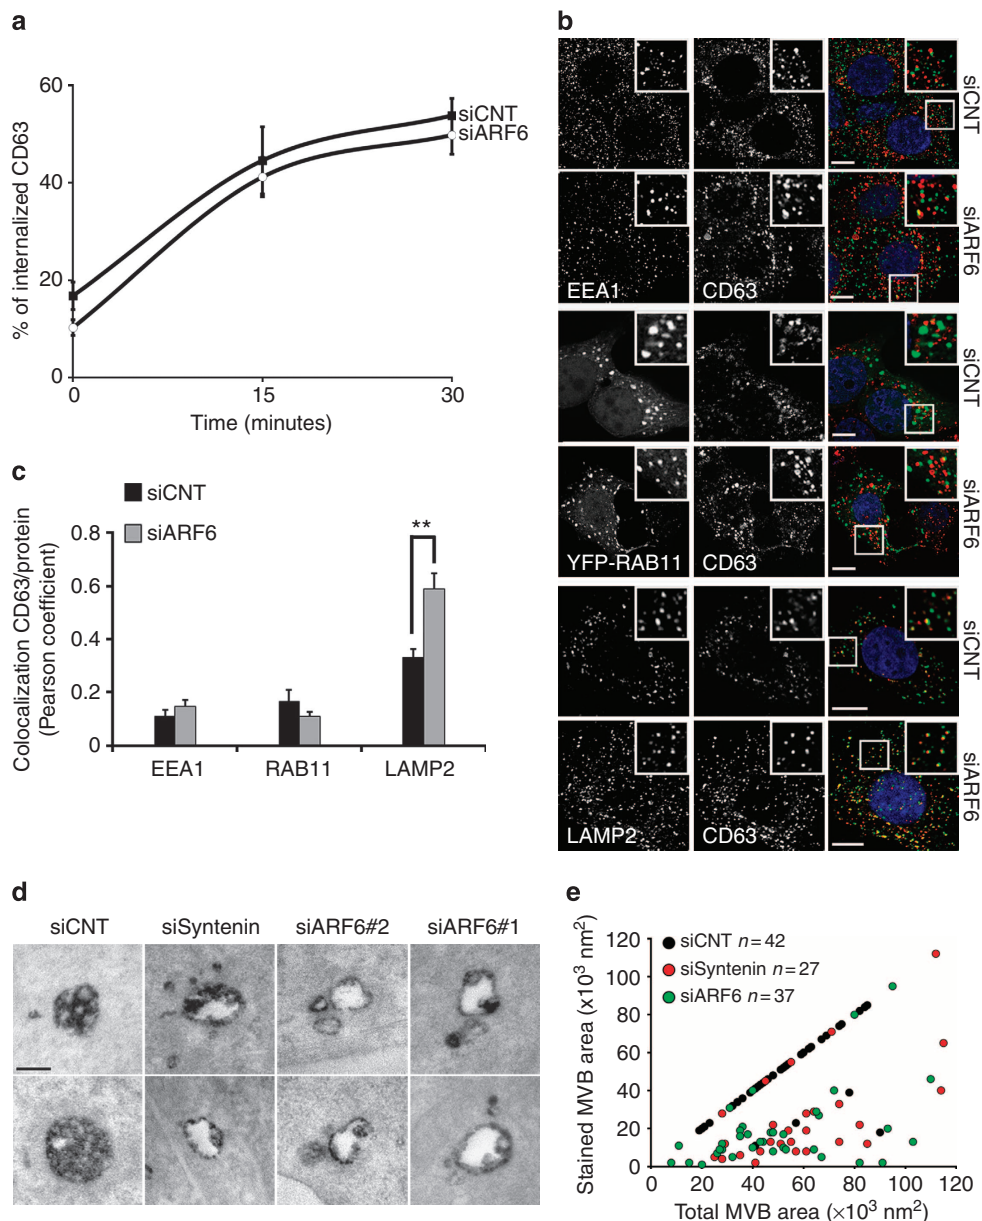 a
60
40
20
0
% of internalized CD63
siCNT
siARF6
0 15 30
Time (minutes)
b
siCNT
siARF6
EEA1 CD63
siCNT
siARF6
YFP-RAB11 CD63
siCNT
siARF6
LAMP2 CD63
c
siCNT
siARF6
**
0.8
0.6
0.4
0.2
0
Colocalization CD63/protein
(Pearson coefficient)
EEA1 RAB11 LAMP2
d
siCNT siSyntenin siARF6#2 siARF6#1
e
siCNT n = 42
siSyntenin n = 27
siARF6 n = 37
120
100
80
60
40
20
0
Stained MVB area (x10³ nm²)
0 20 40 60 80 100 120
Total MVB area (×10³ nm²)